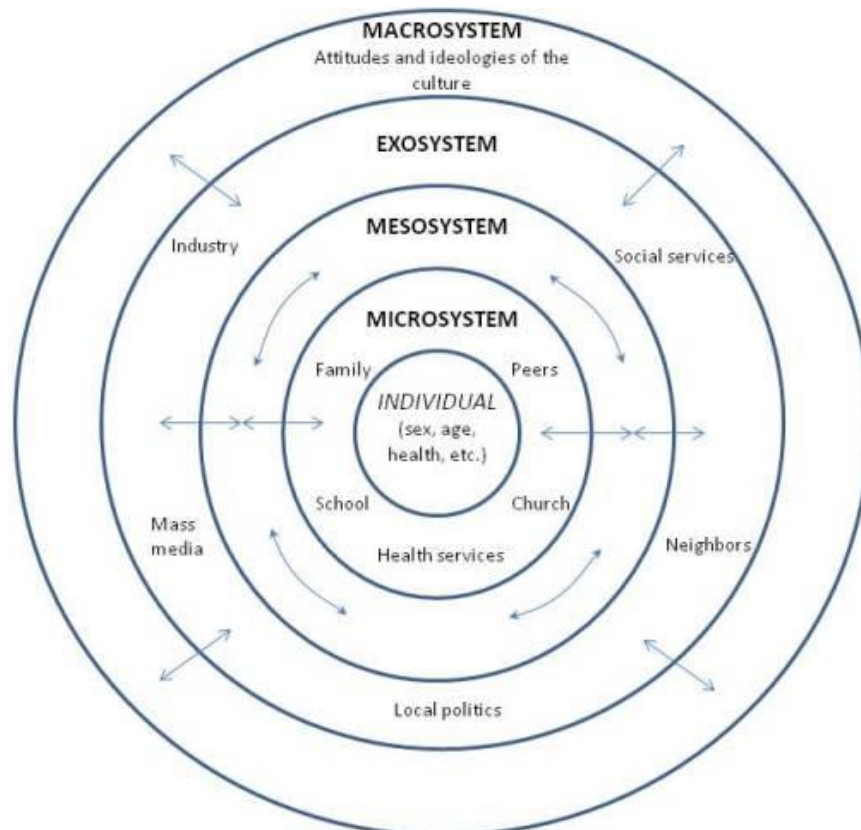 MACROSYSTEM
Attitudes and ideologies of the
culture
EXOSYSTEM
MESOSYSTEM
Industry
Social services
MICROSYSTEM
Family
Peers
INDIVIDUAL
(sex, age,
health, etc.)
School
Church
Mass
media
Health services
Neighbors
Local politics